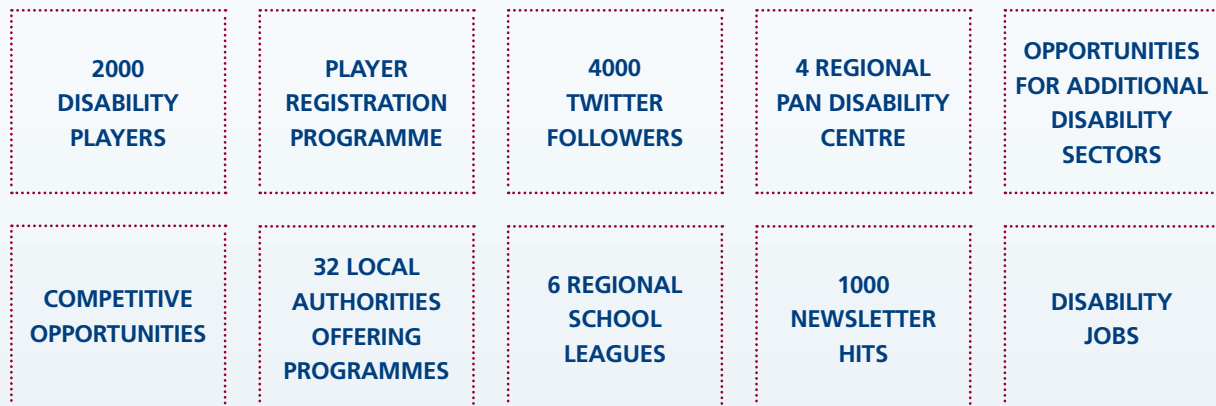 2000
DISABILITY
PLAYERS
PLAYER
REGISTRATION
PROGRAMME
4000
TWITTER
FOLLOWERS
4 REGIONAL
PAN DISABILITY
CENTRE
OPPORTUNITIES
FOR ADDITIONAL
DISABILITY
SECTORS
COMPETITIVE
OPPORTUNITIES
32 LOCAL
AUTHORITIES
OFFERING
PROGRAMMES
6 REGIONAL
SCHOOL
LEAGUES
1000
NEWSLETTER
HITS
DISABILITY
JOBS